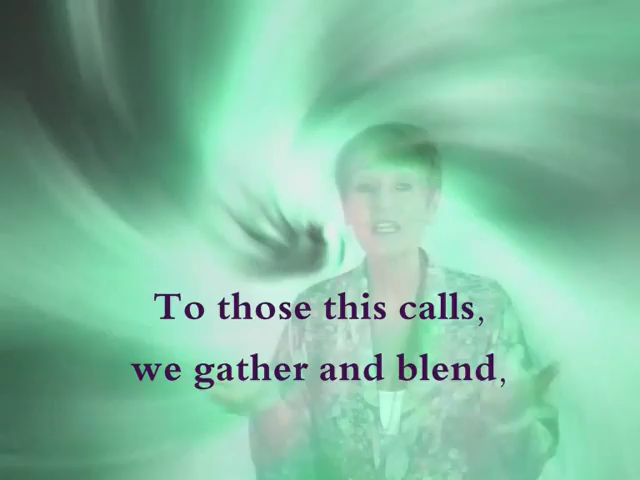 To those this calls,
we gather and blend,